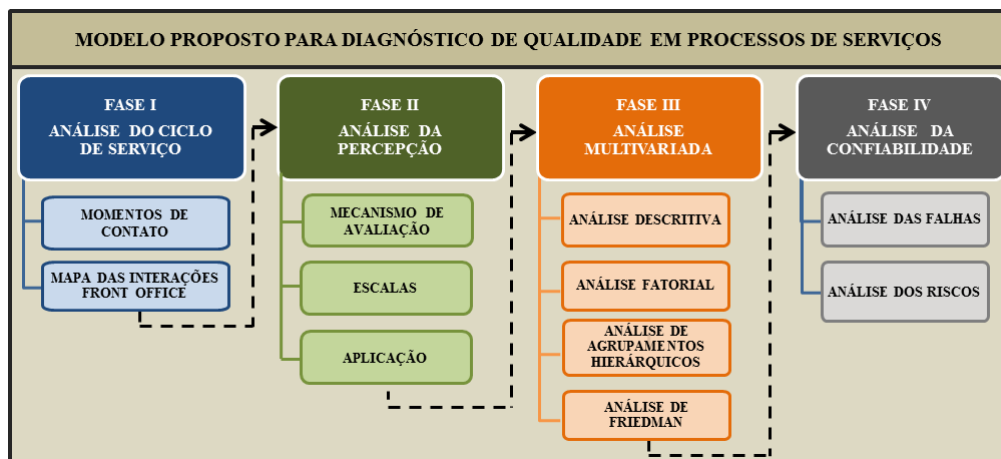 MODELO PROPOSTO PARA DIAGNÓSTICO DE QUALIDADE EM PROCESSOS DE SERVIÇOS
FASE I
ANÁLISE DO CICLO
DE SERVIÇO
MOMENTOS DE
CONTATO
MAPA DAS INTERAÇÕES
FRONT OFFICE
FASE II
ANÁLISE DA
PERCEPÇÃO
MECANISMO DE
AVALIAÇÃO
ESCALAS
APLICAÇÃO
FASE III
ANÁLISE
MULTIVARIADA
ANÁLISE DESCRITIVA
ANÁLISE FATORIAL
ANÁLISE DE
AGRUPAMENTOS
HIERÁRQUICOS
ANÁLISE DE
FRIEDMAN
FASE IV
ANÁLISE DA
CONFIABILIDADE
ANÁLISE DAS FALHAS
ANÁLISE DOS RISCOS